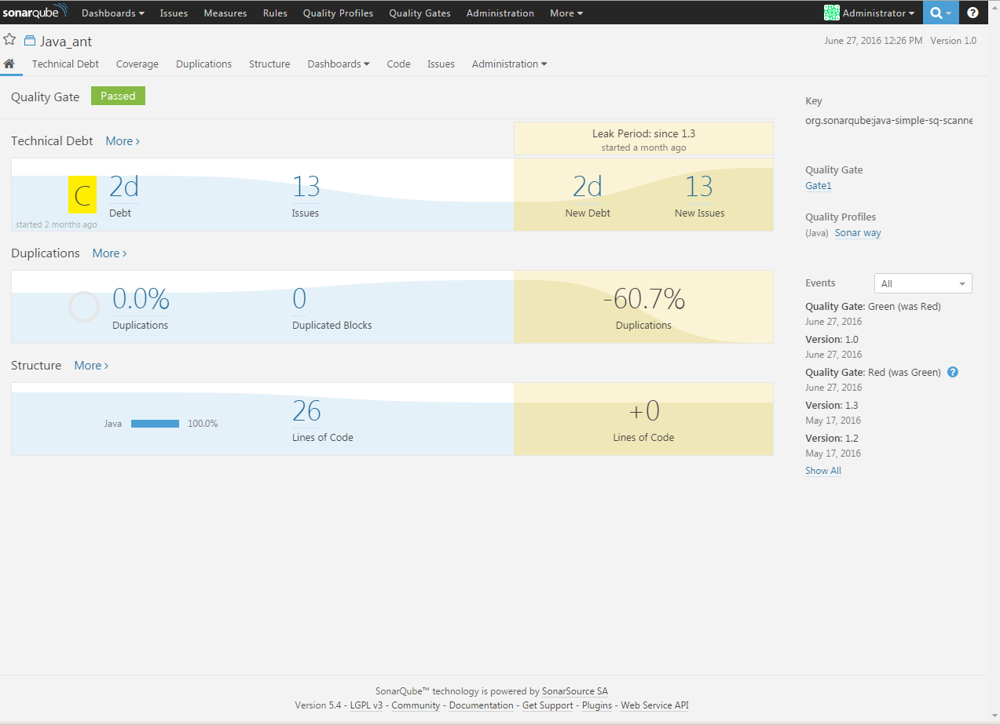 sonarqube Dashboards Issues Measures Rules Quality Profiles Quality Gates Administration More Administrator ?
Java_ant June 27, 2016 12:26 PM Version 1.0
Technical Debt Coverage Duplications Structure Dashboards Code Issues Administration
Quality Gate Passed
Technical Debt More ›
Leak Period: since 1.3
started a month ago
C 2d 13 2d 13
Debt Issues New Debt New Issues
started 2 months ago
Duplications More ›
0.0% 0 -60.7%
Duplications Duplicated Blocks Duplications
Structure More ›
Java 100.0% 26 +0
Lines of Code Lines of Code
Key
org.sonarqube:java-simple-sq-scanne
Quality Gate
Gate1
Quality Profiles
(Java) Sonar way
Events All
Quality Gate: Green (was Red)
June 27, 2016
Version: 1.0
June 27, 2016
Quality Gate: Red (was Green) ?
June 27, 2016
Version: 1.3
May 17, 2016
Version: 1.2
May 17, 2016
Show All
SonarQube™ technology is powered by SonarSource SA
Version 5.4 - LGPL v3 - Community - Documentation - Get Support - Plugins - Web Service API